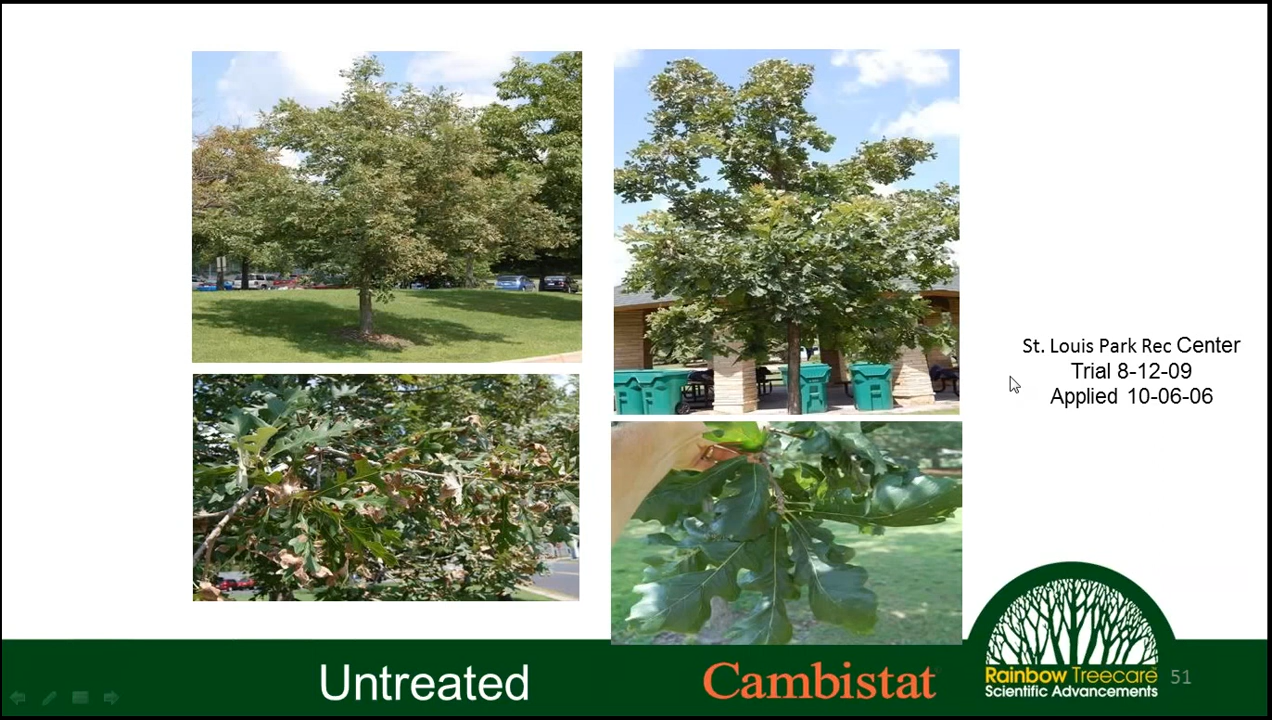 St. Louis Park Rec Center
Trial 8-12-09
Applied 10-06-06
Untreated
Cambistat
Rainbow Treecare
Scientific Advancements
51